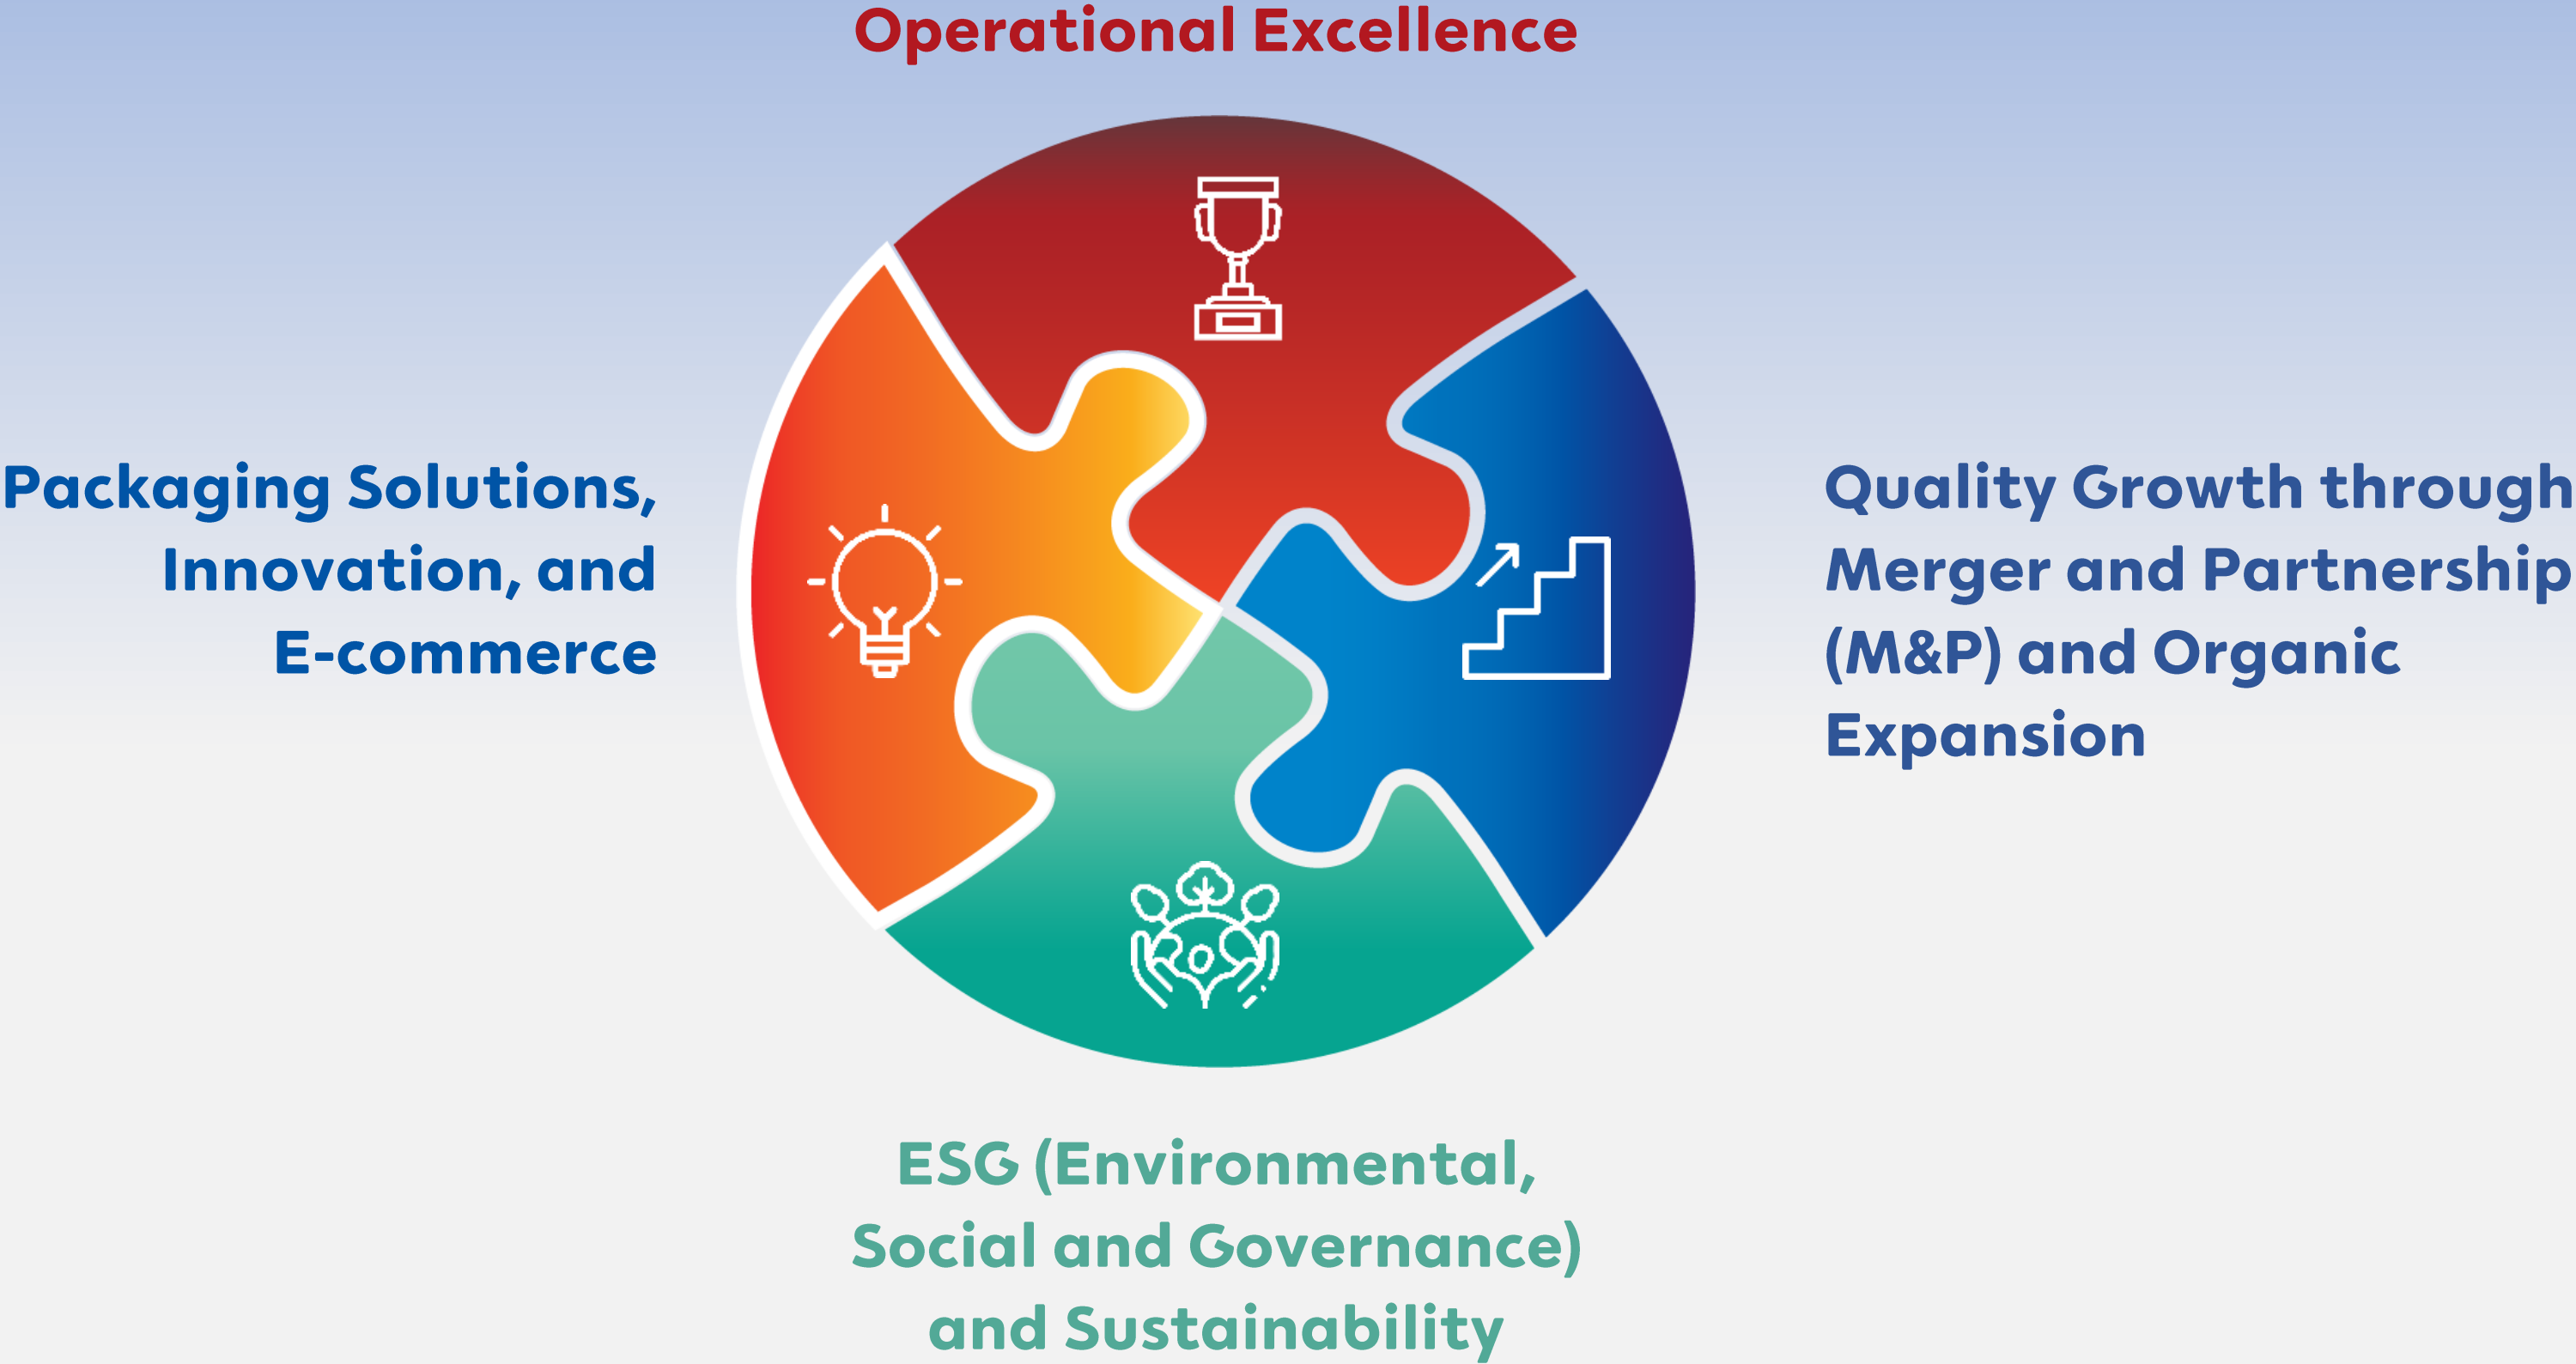 Operational Excellence
Packaging Solutions,
Innovation, and
E-commerce
Quality Growth through
Merger and Partnership
(M&P) and Organic
Expansion
ESG (Environmental,
Social and Governance)
and Sustainability